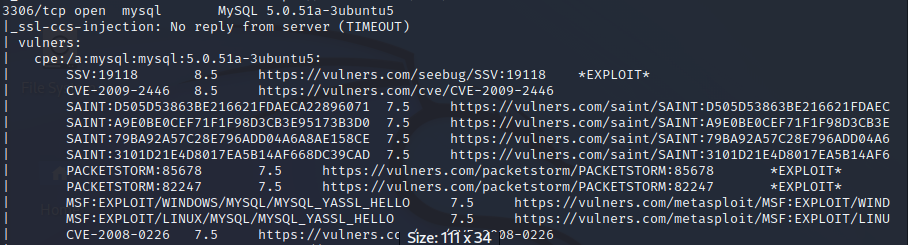 3306/tcp open  mysql       MySQL 5.0.51a-3ubuntu5
|_ssl-ccs-injection: No reply from server (TIMEOUT)
| vulners:
|   cpe:/a:mysql:mysql:5.0.51a-3ubuntu5:
|       SSV:19118       8.5     https://vulners.com/seebug/SSV:19118    *EXPLOIT*
|       CVE-2009-2446   8.5     https://vulners.com/cve/CVE-2009-2446
|       SAINT:D505D53863BE216621FDAECA22896071  7.5     https://vulners.com/saint/SAINT:D505D53863BE216621FDAEC
|       SAINT:A9E0BE0CEF71F1F98D3CB3E95173B3D0  7.5     https://vulners.com/saint/SAINT:A9E0BE0CEF71F1F98D3CB3E
|       SAINT:79BA92A57C28E796ADD04A6A8AE158CE  7.5     https://vulners.com/saint/SAINT:79BA92A57C28E796ADD04A6
|       SAINT:3101D21E4D8017EA5B14AF668DC39CAD  7.5     https://vulners.com/saint/SAINT:3101D21E4D8017EA5B14AF6
|       PACKETSTORM:85678       7.5     https://vulners.com/packetstorm/PACKETSTORM:85678       *EXPLOIT*
|       PACKETSTORM:82247       7.5     https://vulners.com/packetstorm/PACKETSTORM:82247       *EXPLOIT*
|       MSF:EXPLOIT/WINDOWS/MYSQL/MYSQL_YASSL_HELLO     7.5     https://vulners.com/metasploit/MSF:EXPLOIT/WIND
|       MSF:EXPLOIT/LINUX/MYSQL/MYSQL_YASSL_HELLO       7.5     https://vulners.com/metasploit/MSF:EXPLOIT/LINU
|       CVE-2008-0226   7.5     https://vulners.com/cve/CVE-2008-0226
Size: 111 x 34